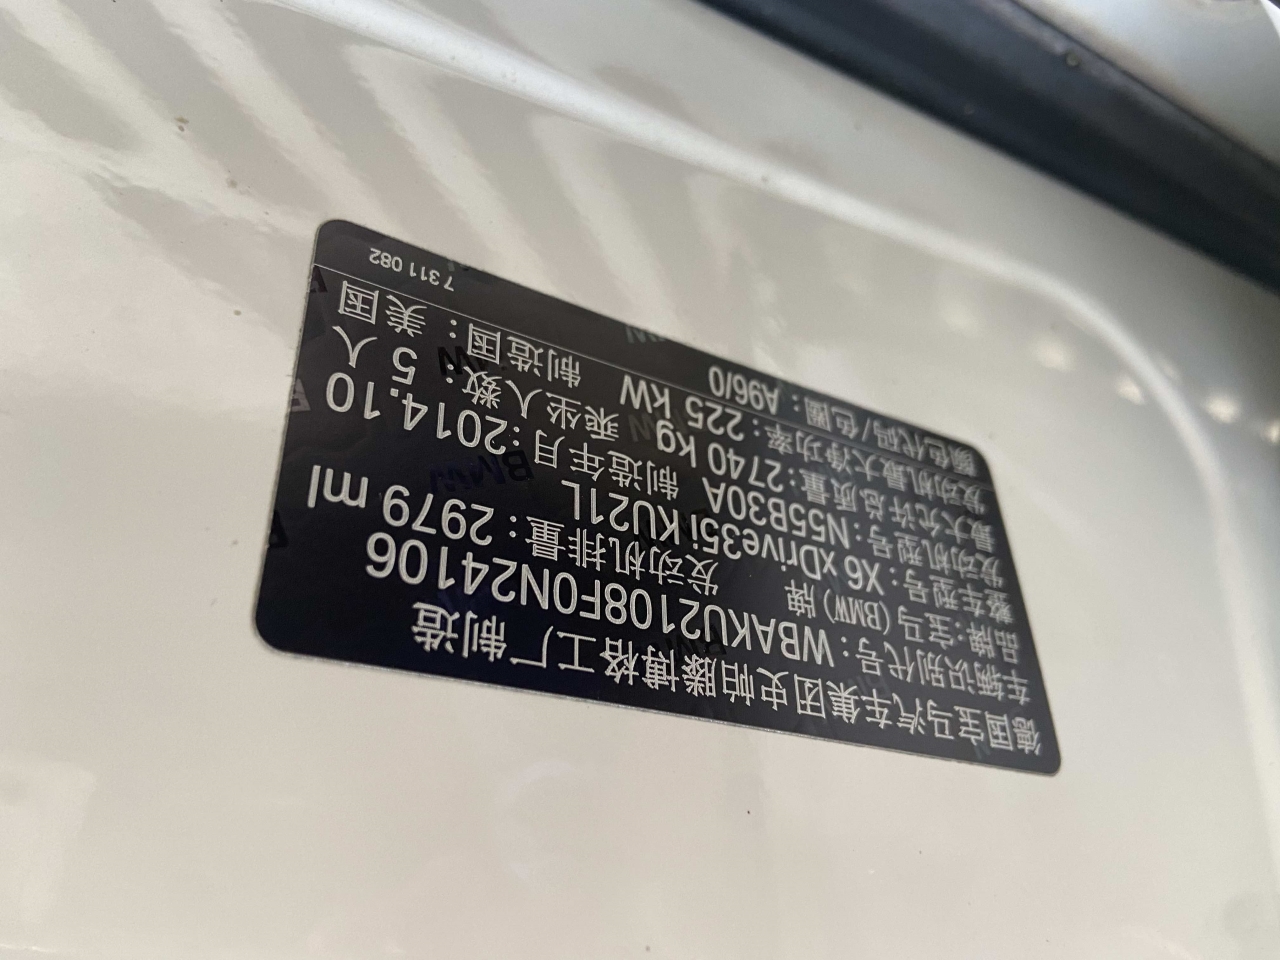 德国宝马汽车集团史帕滕博格工厂制造
车辆识别代号：WBAKU2108F0N24106
品牌：宝马(BMW)牌
整车型号：X6 xDrive35i KU21L 发动机排量：2979 ml
发动机型号：N55B30A 制造年月：2014.10
最大允许总质量：2740 kg 乘坐人数：5 人
发动机最大净功率：225 kW 制造国：美国
颜色代码/色圈：A96/0
7 311 082